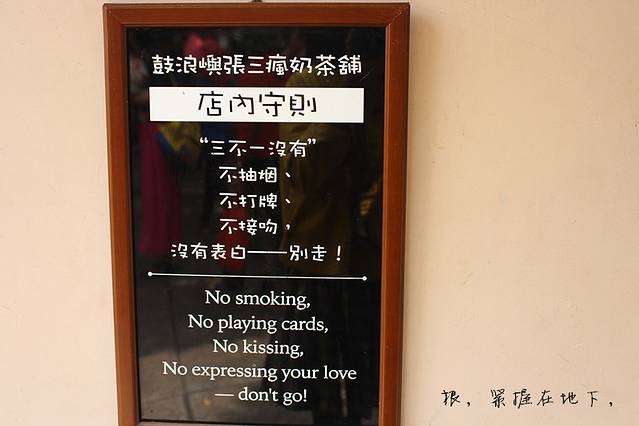 鼓浪嶼張三瘋奶茶舖
店內守則
“三不一沒有”
不抽烟、
不打牌、
不接吻，
沒有表白——别走！
No smoking,
No playing cards,
No kissing,
No expressing your love
— don't go!
根，紧握在地下，